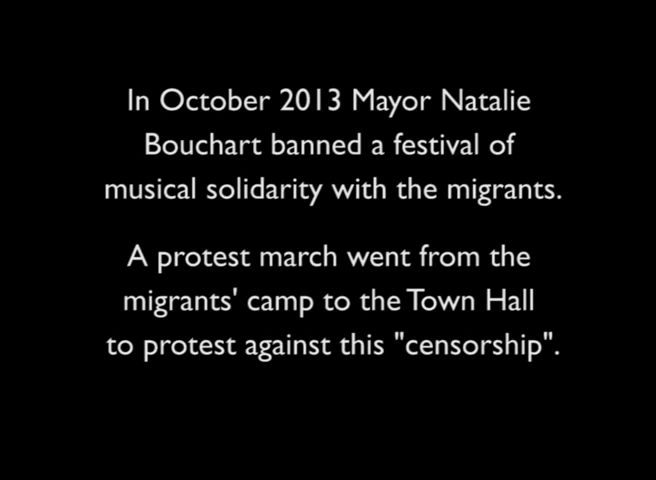 In October 2013 Mayor Natalie
Bouchart banned a festival of
musical solidarity with the migrants.
A protest march went from the
migrants' camp to the Town Hall
to protest against this "censorship".